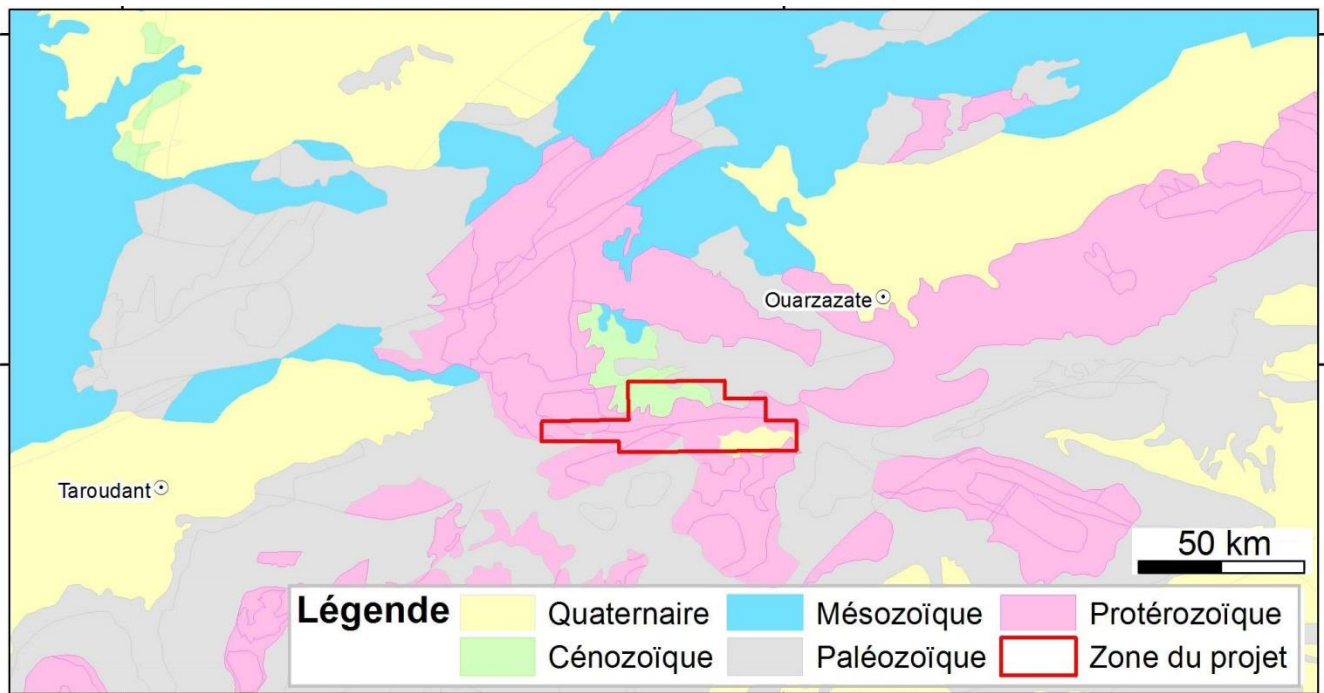 Ouarzazate
Taroudant
50 km
Légende
Quaternaire
Mésozoïque
Protérozoïque
Cénozoïque
Paléozoïque
Zone du projet